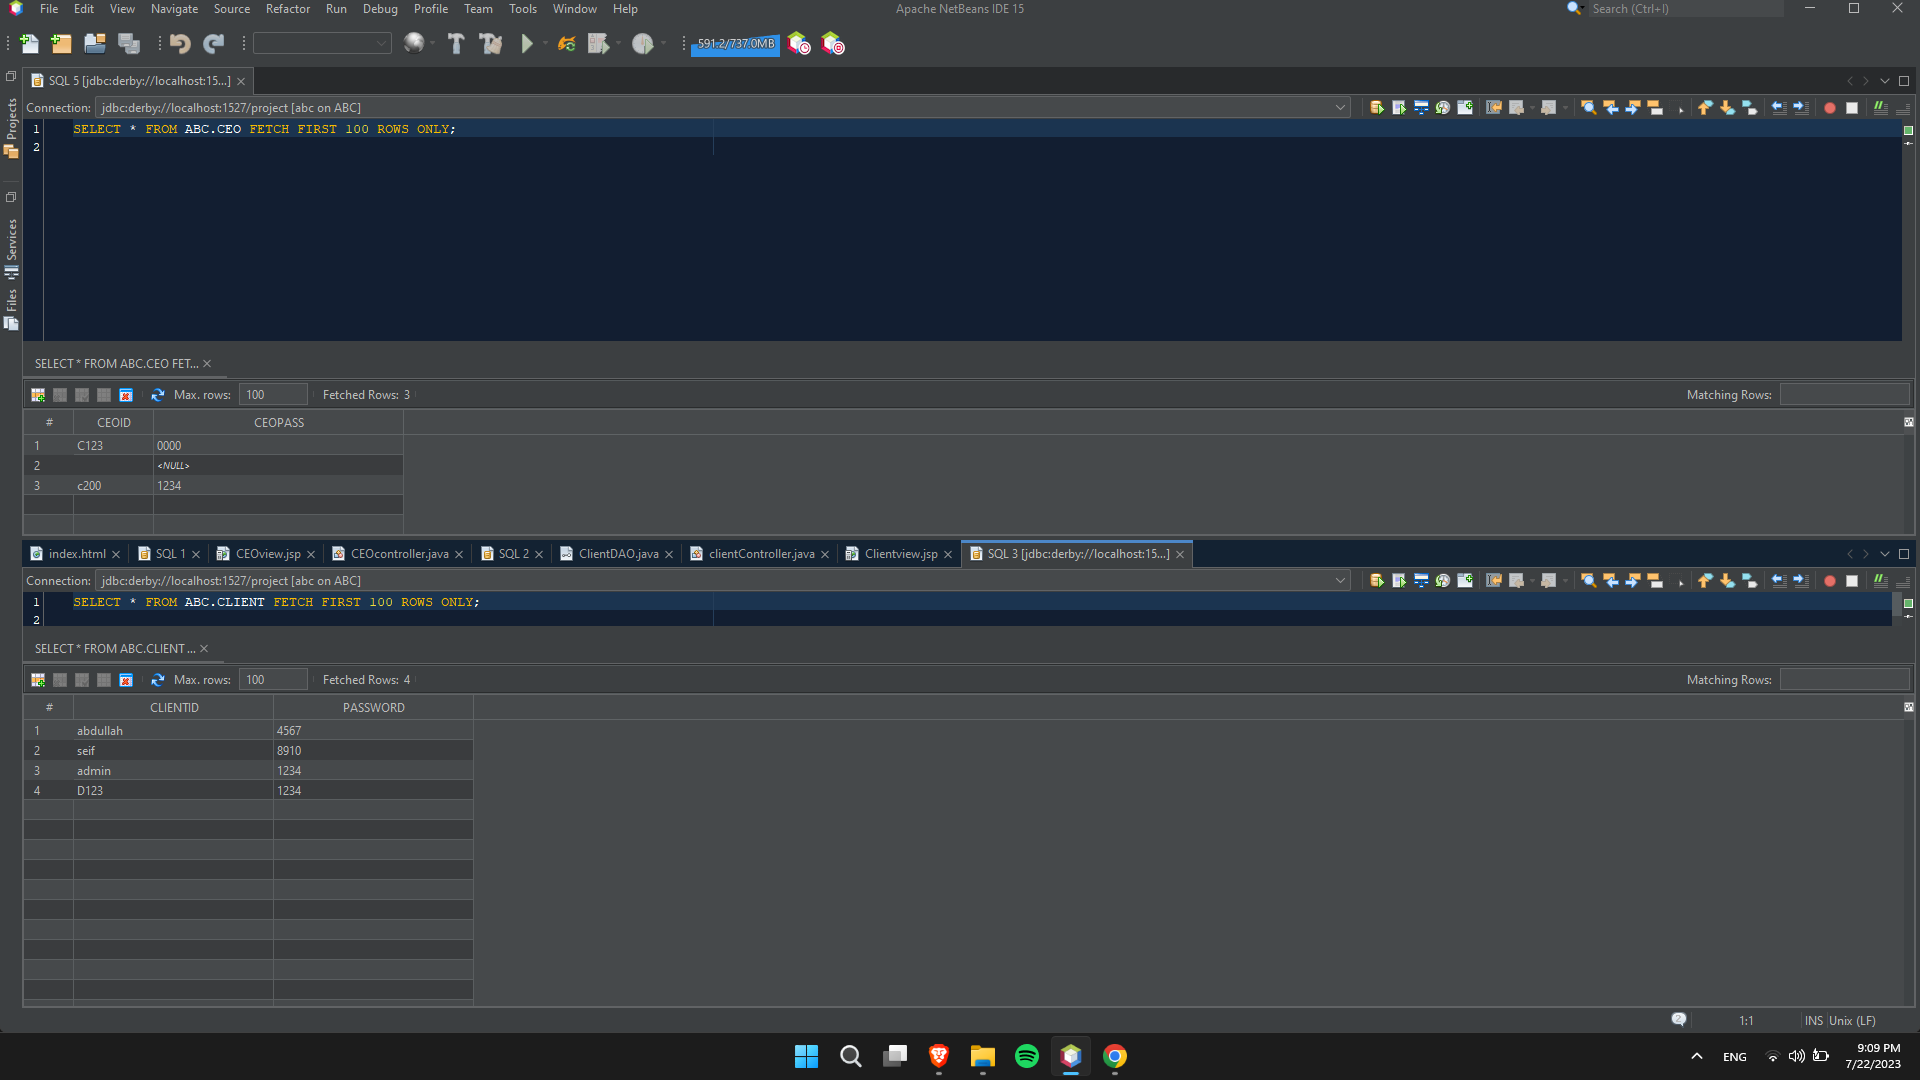 File Edit View Navigate Source Refactor Run Debug Profile Team Tools Window Help Apache NetBeans IDE 15 Search (Ctrl+I)
591.2/737.0MB
SQL 5 [jdbc:derby://localhost:15...]
Projects
Services
Files
Connection: jdbc:derby://localhost:1527/project [abc on ABC]
1 SELECT * FROM ABC.CEO FETCH FIRST 100 ROWS ONLY;
2
SELECT * FROM ABC.CEO FET...
Max. rows: 100 Fetched Rows: 3 Matching Rows:
# CEOID CEOPASS
1 C123 0000
2 <NULL>
3 c200 1234
index.html SQL 1 CEOview.jsp CEOcontroller.java SQL 2 ClientDAO.java clientController.java Clientview.jsp SQL 3 [jdbc:derby://localhost:15...]
Connection: jdbc:derby://localhost:1527/project [abc on ABC]
1 SELECT * FROM ABC.CLIENT FETCH FIRST 100 ROWS ONLY;
2
SELECT * FROM ABC.CLIENT ...
Max. rows: 100 Fetched Rows: 4 Matching Rows:
# CLIENTID PASSWORD
1 abdullah 4567
2 seif 8910
3 admin 1234
4 D123 1234
2 1:1 INS Unix (LF)
ENG 9:09 PM
7/22/2023